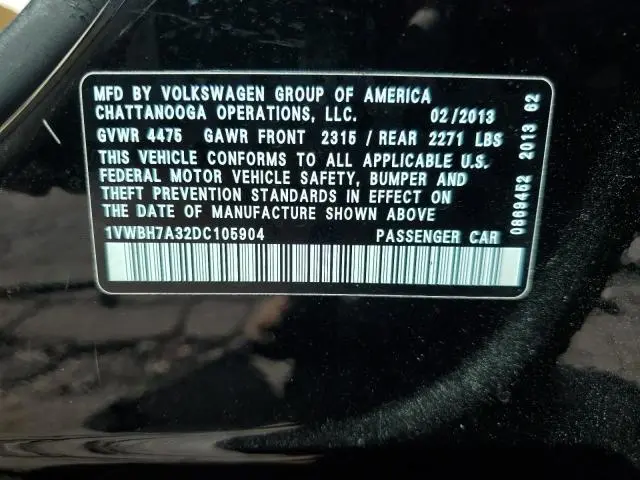 MFD BY VOLKSWAGEN GROUP OF AMERICA
CHATTANOOGA OPERATIONS, LLC. 02/2013
GVWR 4475 GAWR FRONT 2315 / REAR 2271 LBS
THIS VEHICLE CONFORMS TO ALL APPLICABLE U.S.
FEDERAL MOTOR VEHICLE SAFETY, BUMPER AND
THEFT PREVENTION STANDARDS IN EFFECT ON
THE DATE OF MANUFACTURE SHOWN ABOVE
1VWBH7A32DC105904 PASSENGER CAR
0869452 2013 62